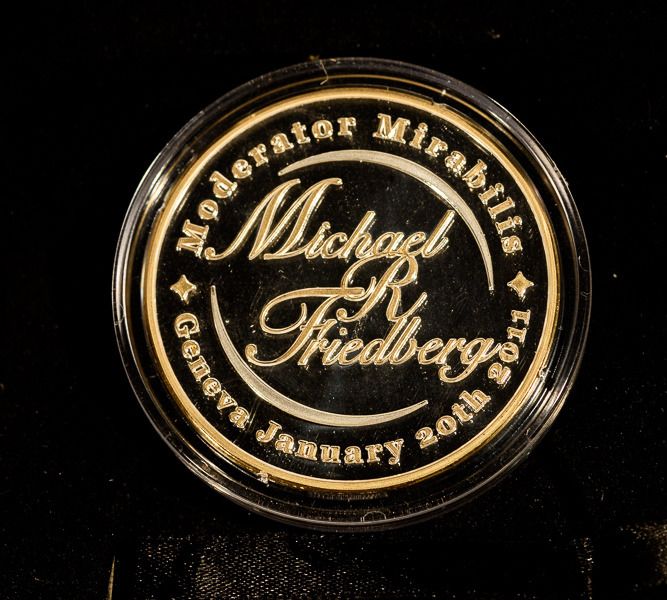 Moderator Mirabilis
Michael
R
Friedberg
Geneva January 20th 2011